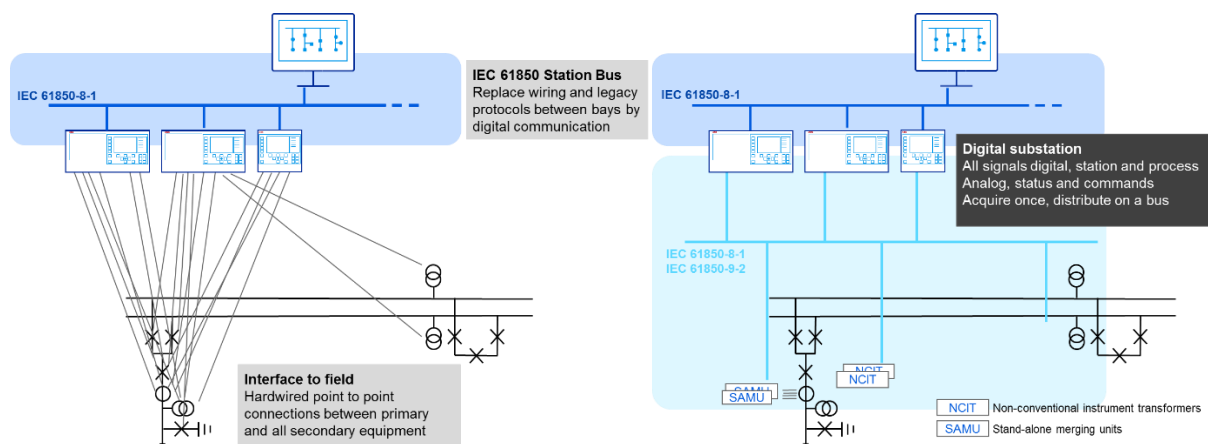 IEC 61850-8-1
IEC 61850 Station Bus
Replace wiring and legacy
protocols between bays by
digital communication
Interface to field
Hardwired point to point
connections between primary
and all secondary equipment
IEC 61850-8-1
Digital substation
All signals digital, station and process
Analog, status and commands
Acquire once, distribute on a bus
IEC 61850-8-1
IEC 61850-9-2
NCIT
NCIT
SAMU
SAMU
NCIT Non-conventional instrument transformers
SAMU Stand-alone merging units